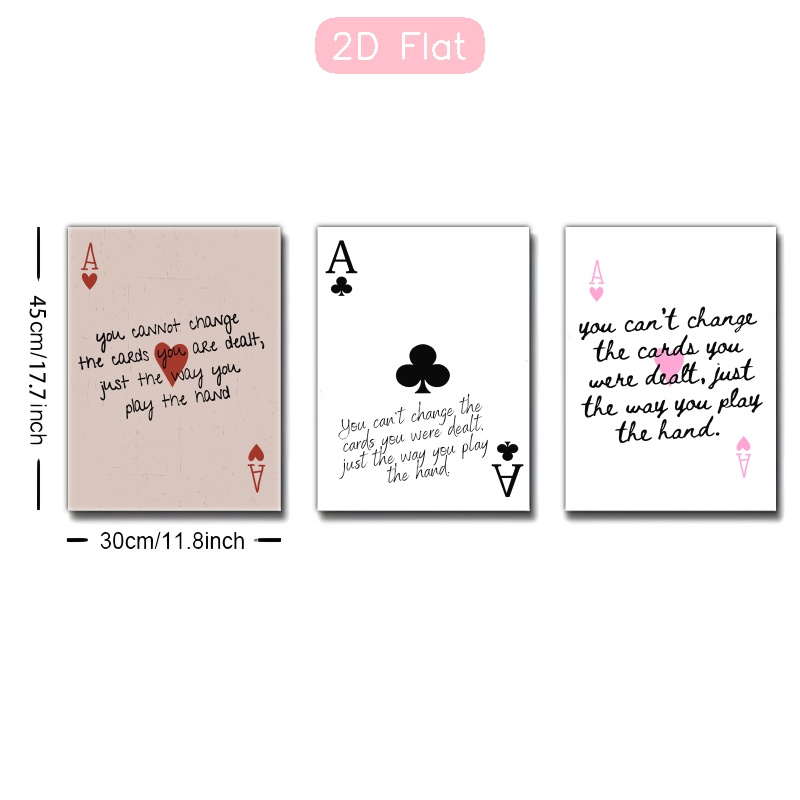 2D Flat
45cm/17.7inch
A
you cannot change
the cards you are dealt,
just the way you
play the hand
A
A
You can't change the
cards you were dealt.
just the way you play
the hand.
A
A
you can't change
the cards you
were dealt, just
the way you play
the hand.
A
30cm/11.8inch